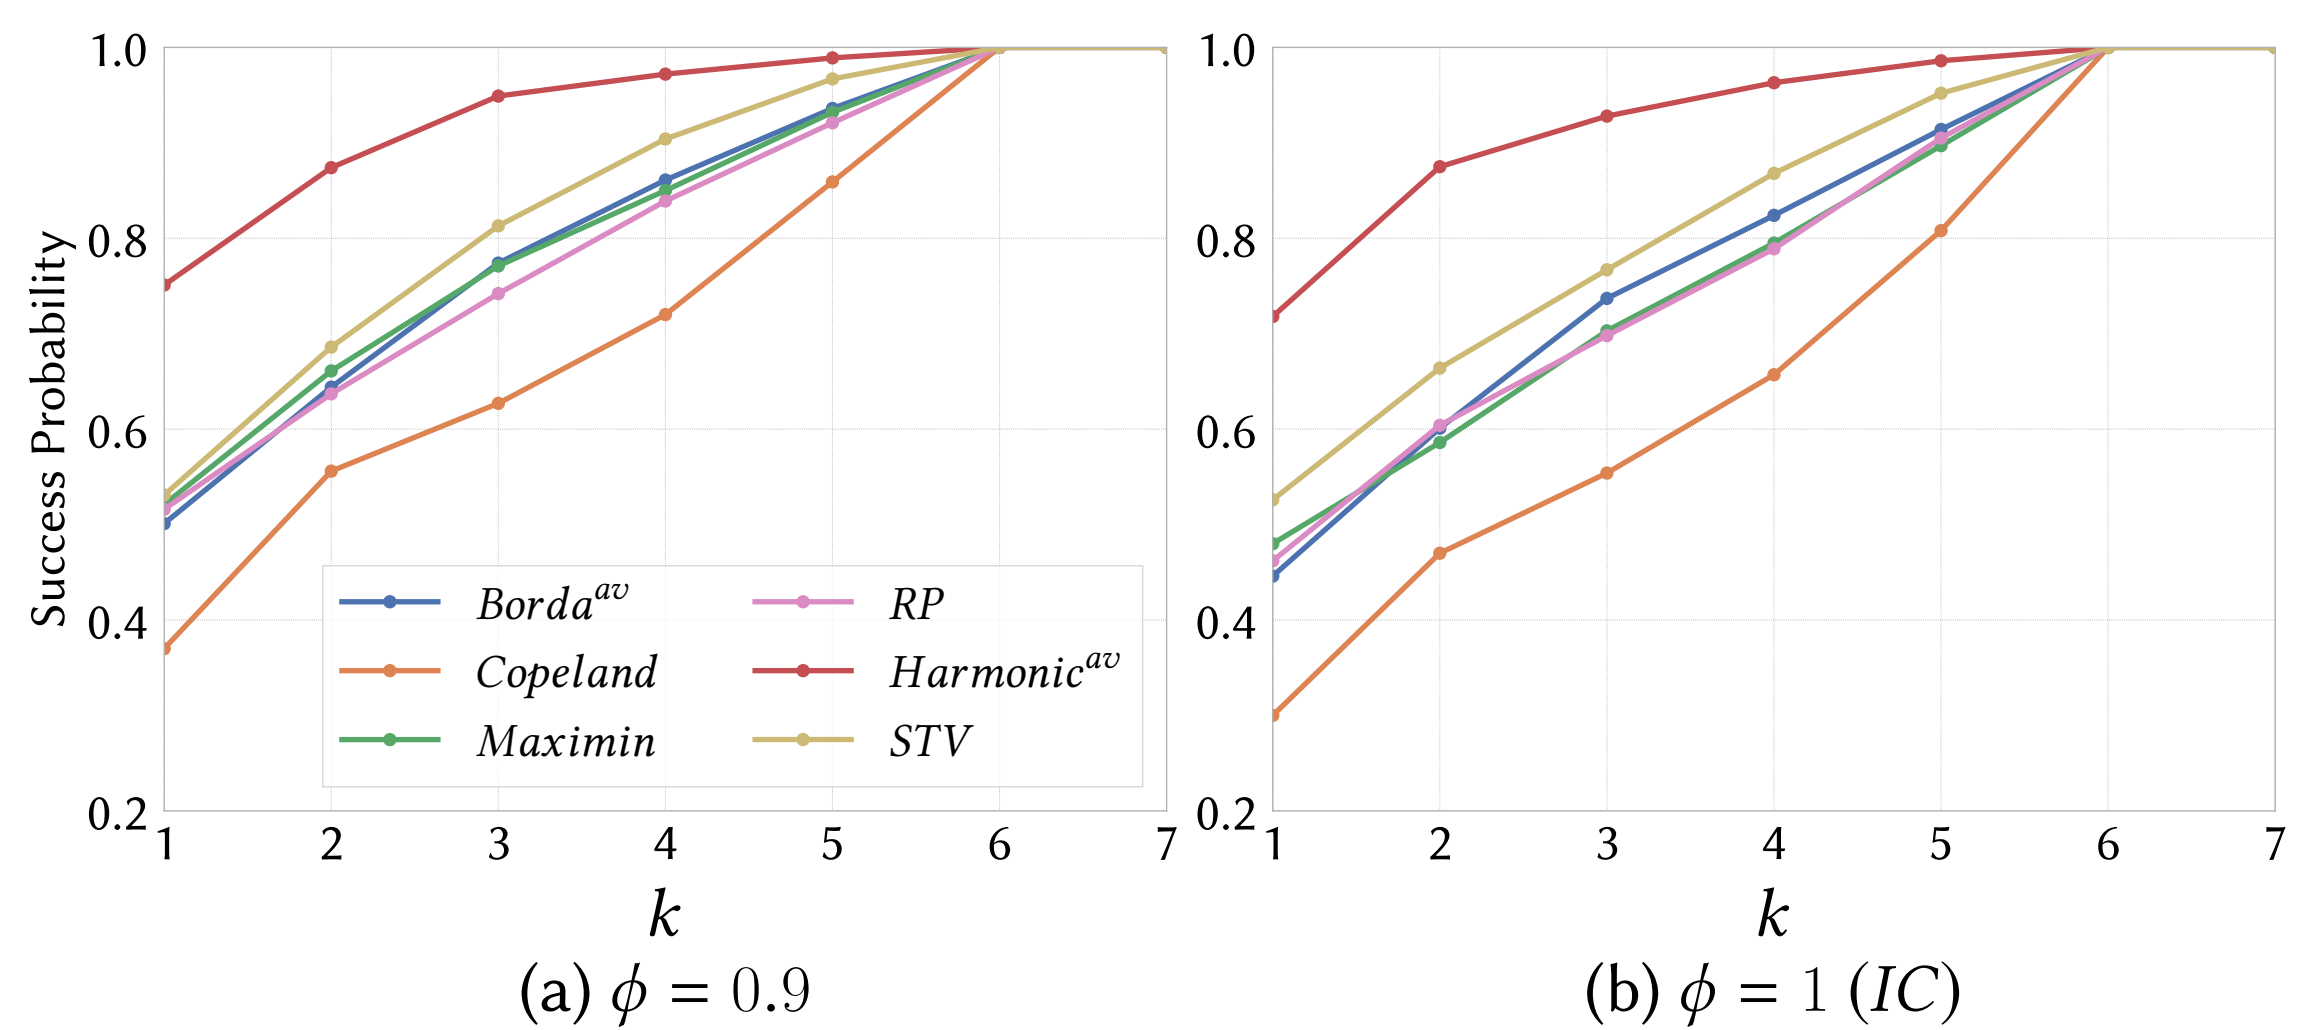 Success Probability
1.0
0.8
0.6
0.4
0.2
1 2 3 4 5 6 7
k
Borda^av
Copeland
Maximin
RP
Harmonic^av
STV
(a) ϕ = 0.9
1.0
0.8
0.6
0.4
0.2
1 2 3 4 5 6 7
k
(b) ϕ = 1 (IC)